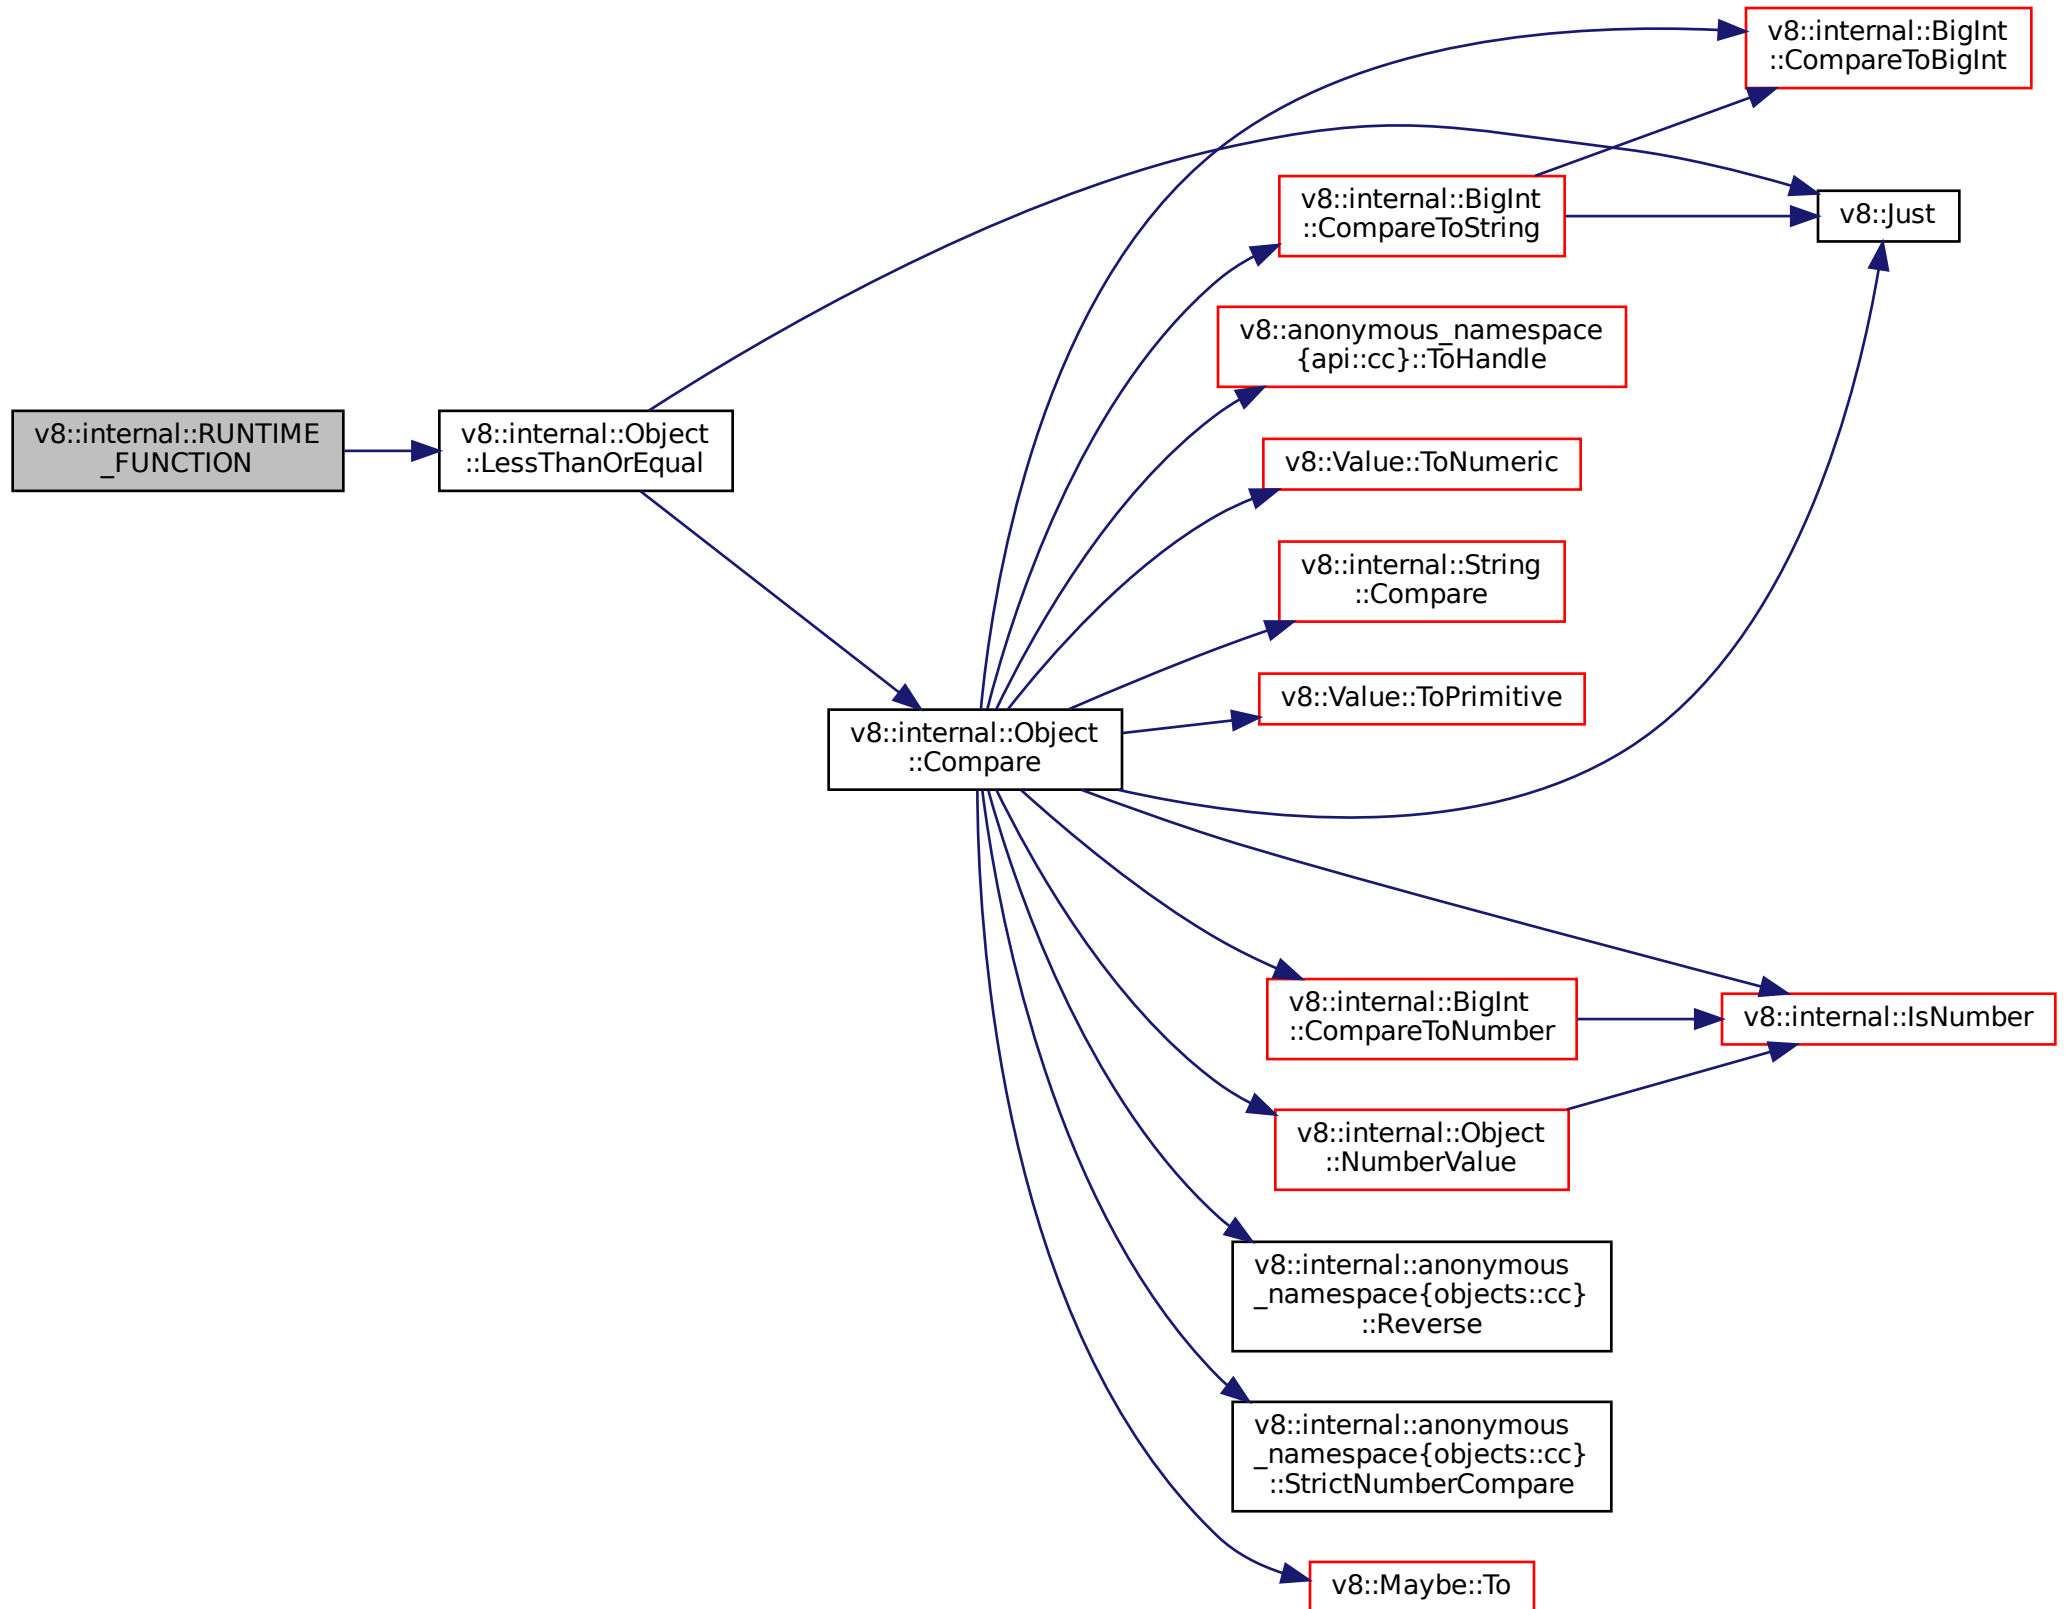 v8::internal::RUNTIME
_FUNCTION
v8::internal::Object
::LessThanOrEqual
v8::internal::Object
::Compare
v8::internal::BigInt
::CompareToBigInt
v8::internal::BigInt
::CompareToString
v8::Just
v8::anonymous_namespace
{api::cc}::ToHandle
v8::Value::ToNumeric
v8::internal::String
::Compare
v8::Value::ToPrimitive
v8::internal::BigInt
::CompareToNumber
v8::internal::IsNumber
v8::internal::Object
::NumberValue
v8::internal::anonymous
_namespace{objects::cc}
::Reverse
v8::internal::anonymous
_namespace{objects::cc}
::StrictNumberCompare
v8::Maybe::To